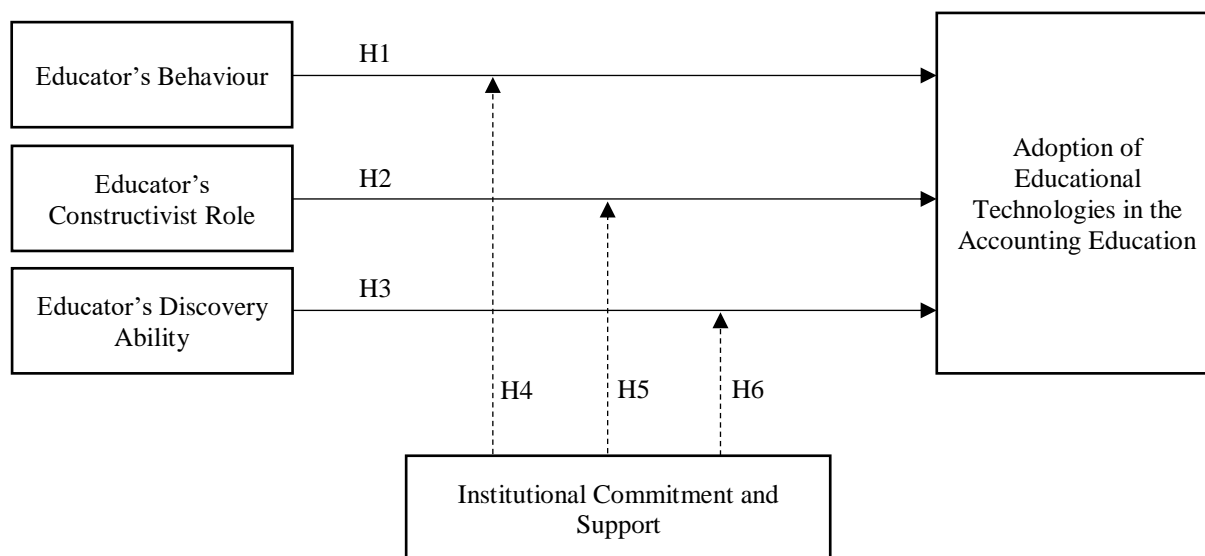 H1
Educator’s Behaviour
H2
Educator’s
Constructivist Role
H3
Educator’s Discovery
Ability
Adoption of
Educational
Technologies in the
Accounting Education
H4
H5
H6
Institutional Commitment and
Support